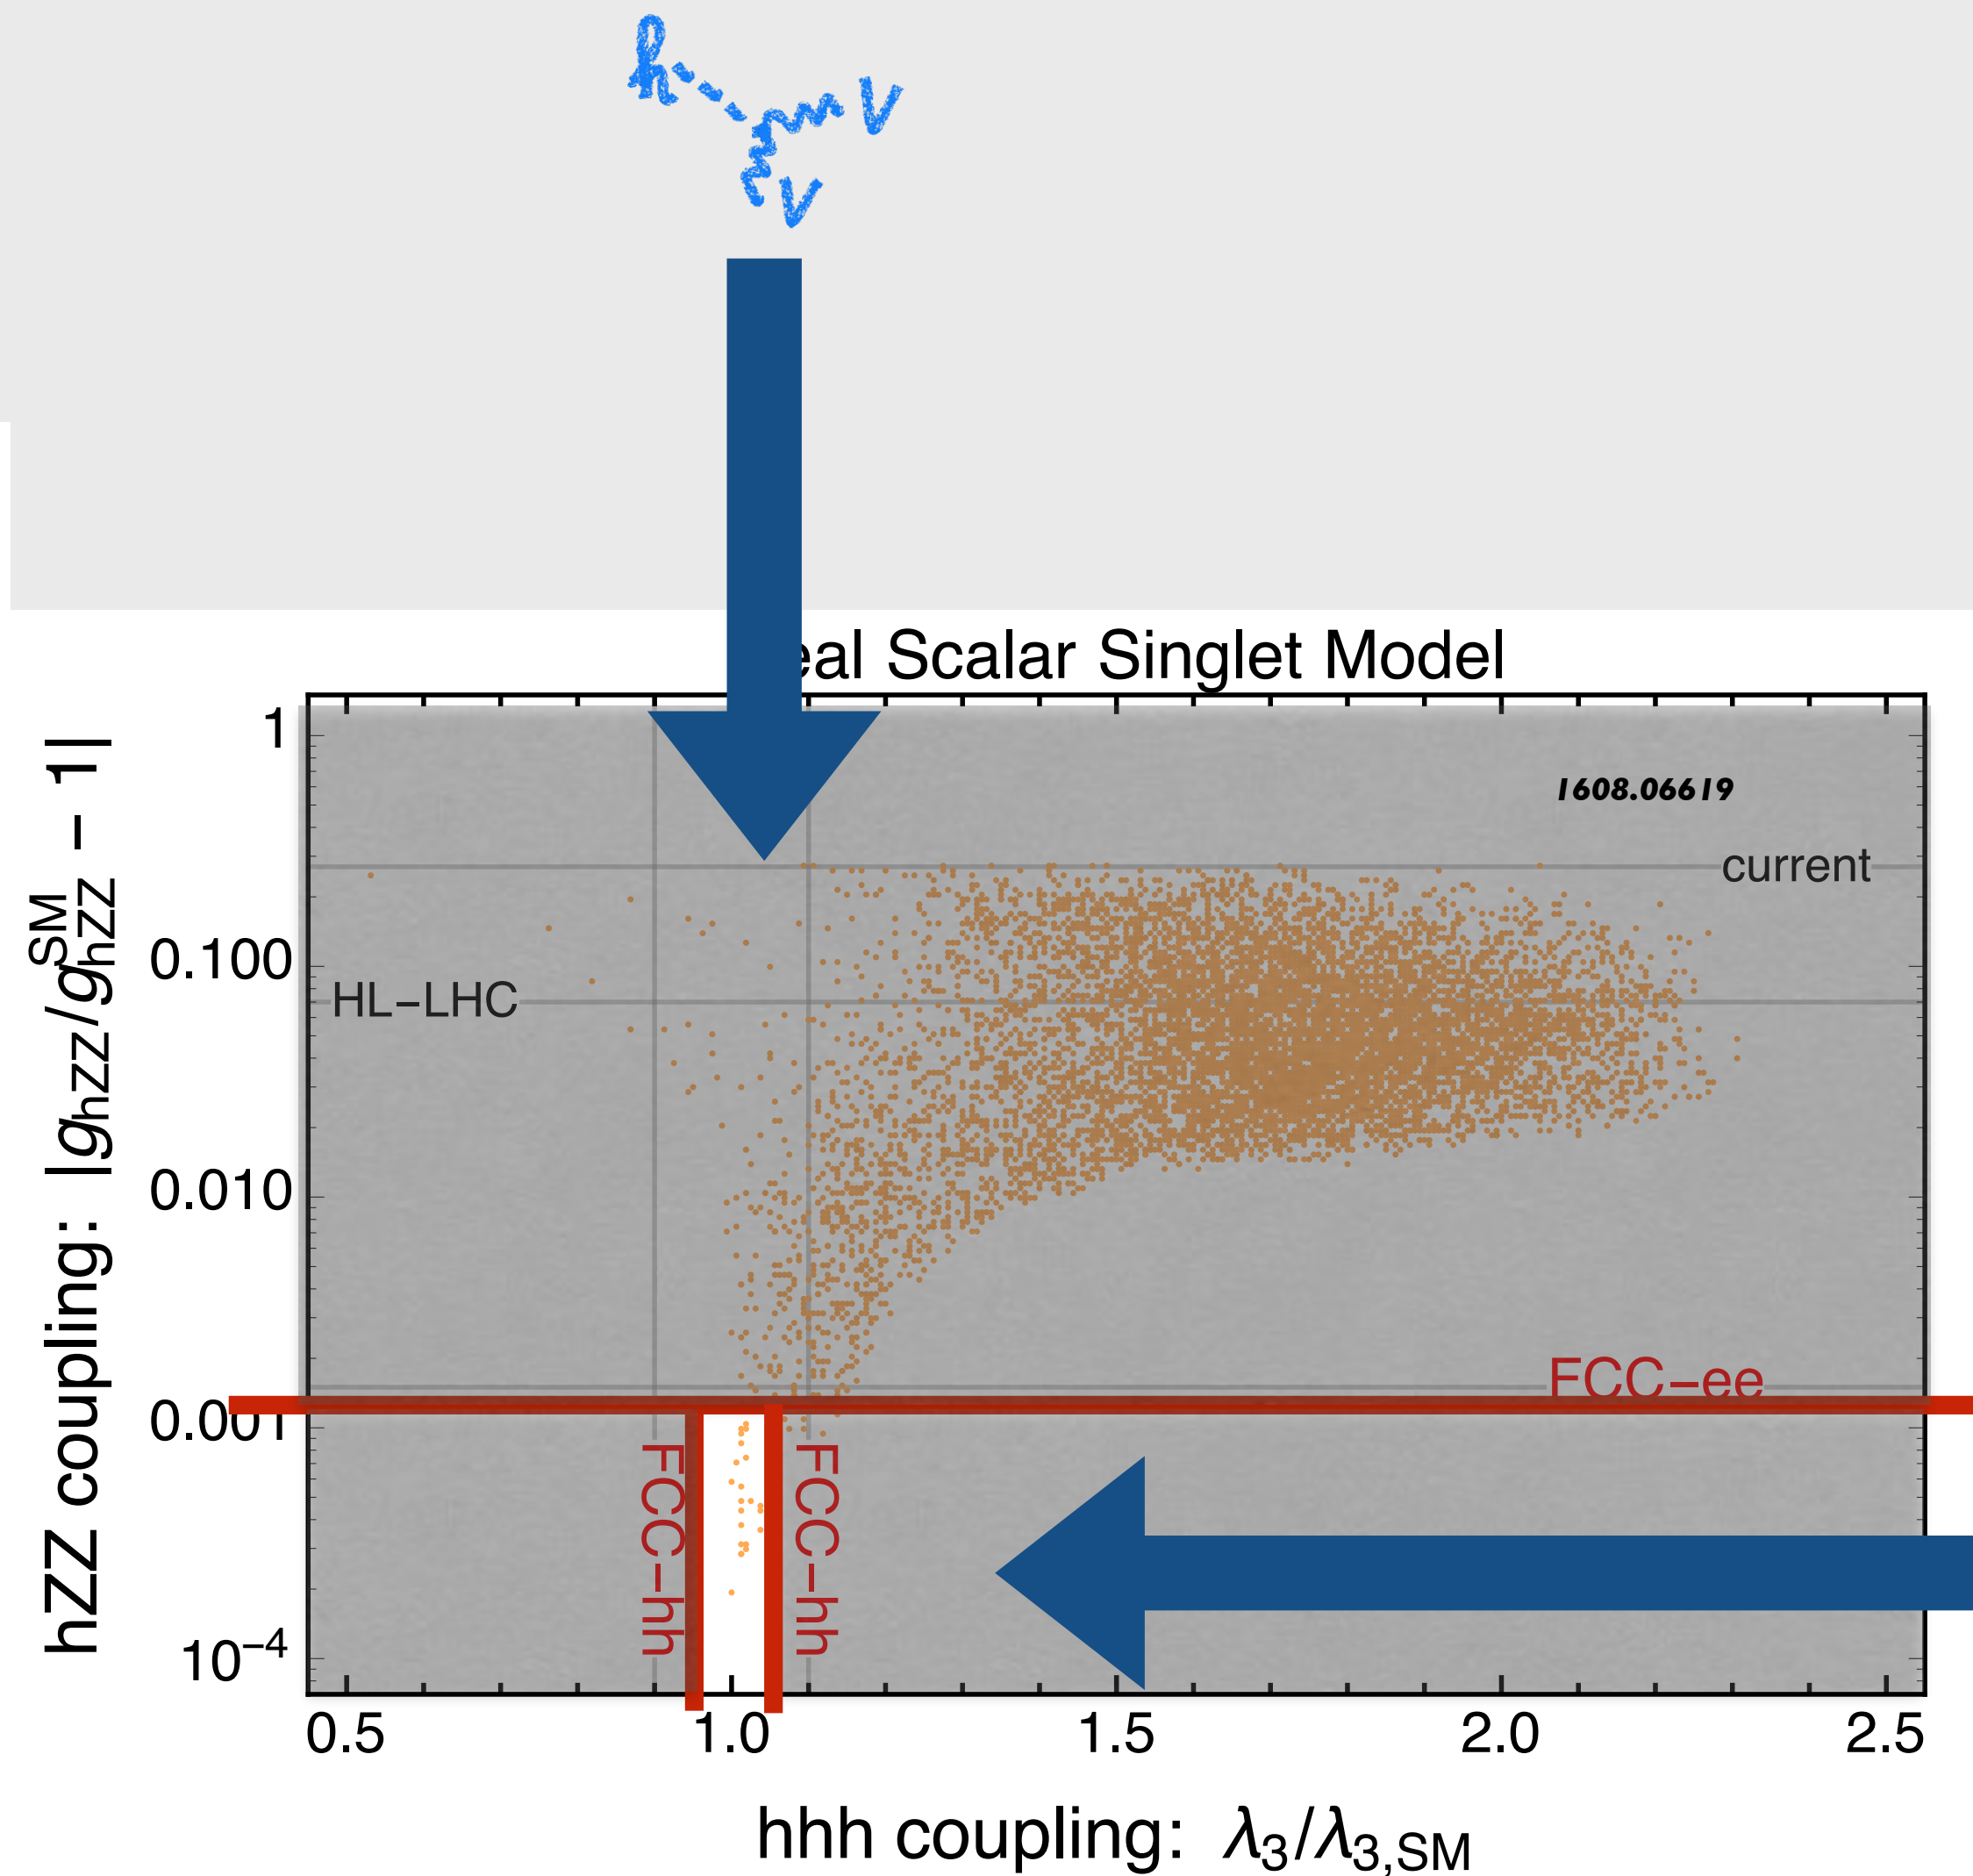 h
V
V
eal Scalar Singlet Model
1608.06619
current
HL–LHC
FCC–ee
FCC–hh
FCC–hh
hZZ coupling: |g_hZZ/g_hZZ^SM − 1|
1
0.100
0.010
0.001
10⁻⁴
0.5 1.0 1.5 2.0 2.5
hhh coupling: λ₃/λ₃,SM